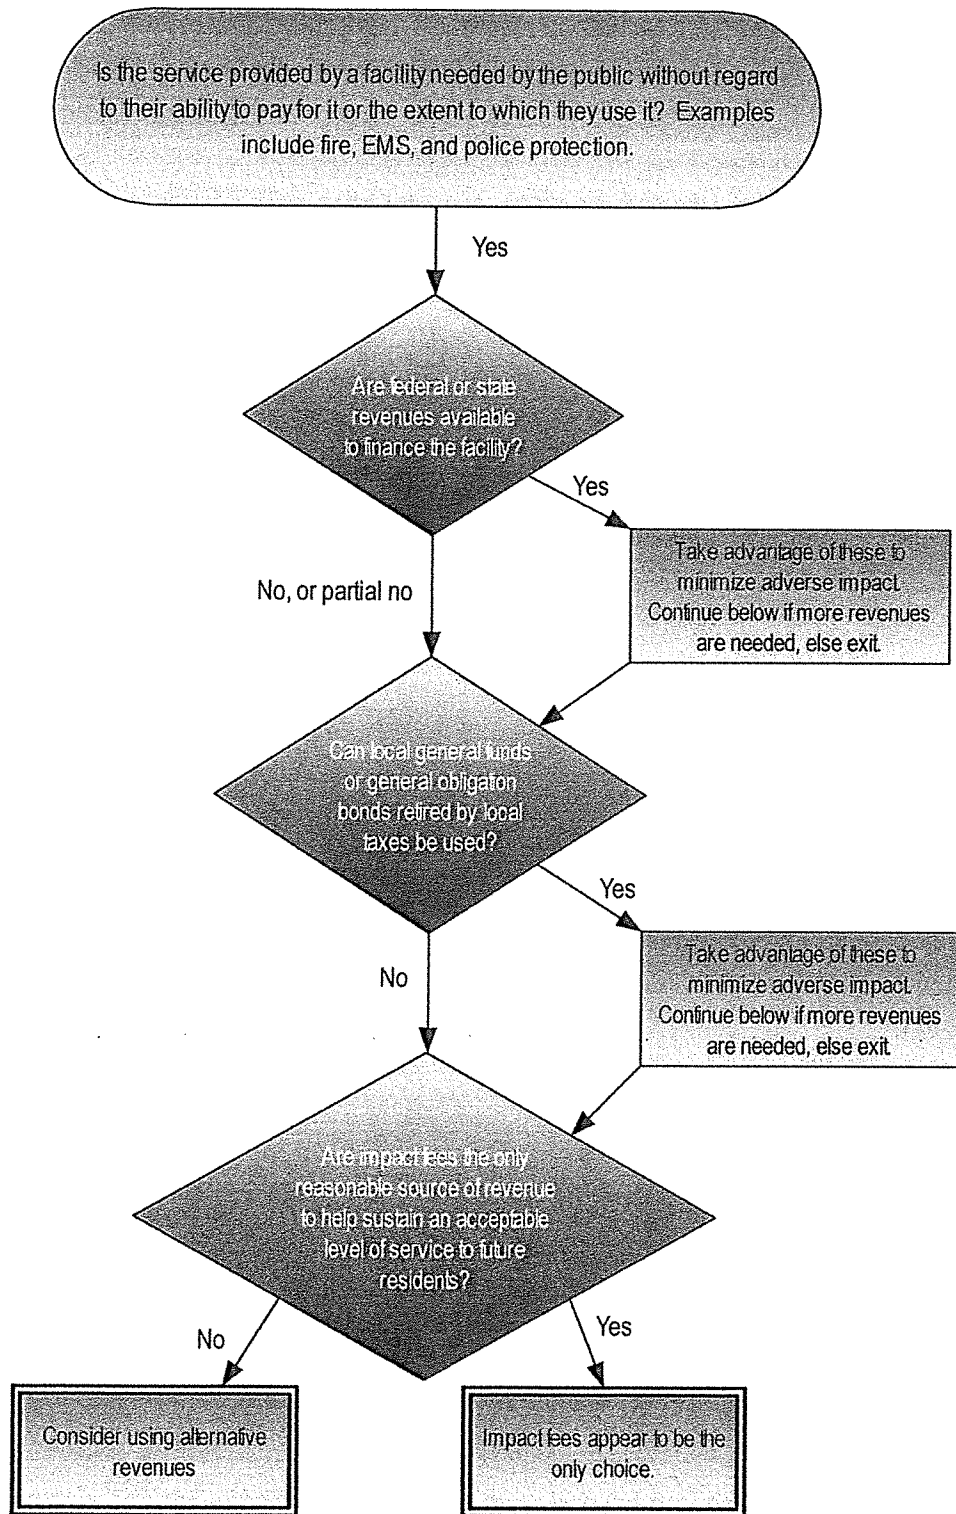 Is the service provided by a facility needed by the public without regard
to their ability to pay for it or the extent to which they use it? Examples
include fire, EMS, and police protection.
Yes
Are federal or state
revenues available
to finance the facility?
Yes
Take advantage of these to
minimize adverse impact.
Continue below if more revenues
are needed, else exit.
No, or partial no
Can local general funds
or general obligation
bonds retired by local
taxes be used?
Yes
Take advantage of these to
minimize adverse impact.
Continue below if more revenues
are needed, else exit
No
Are impact fees the only
reasonable source of revenue
to help sustain an acceptable
level of service to future
residents?
No
Yes
Consider using alternative
revenues
Impact fees appear to be the
only choice.